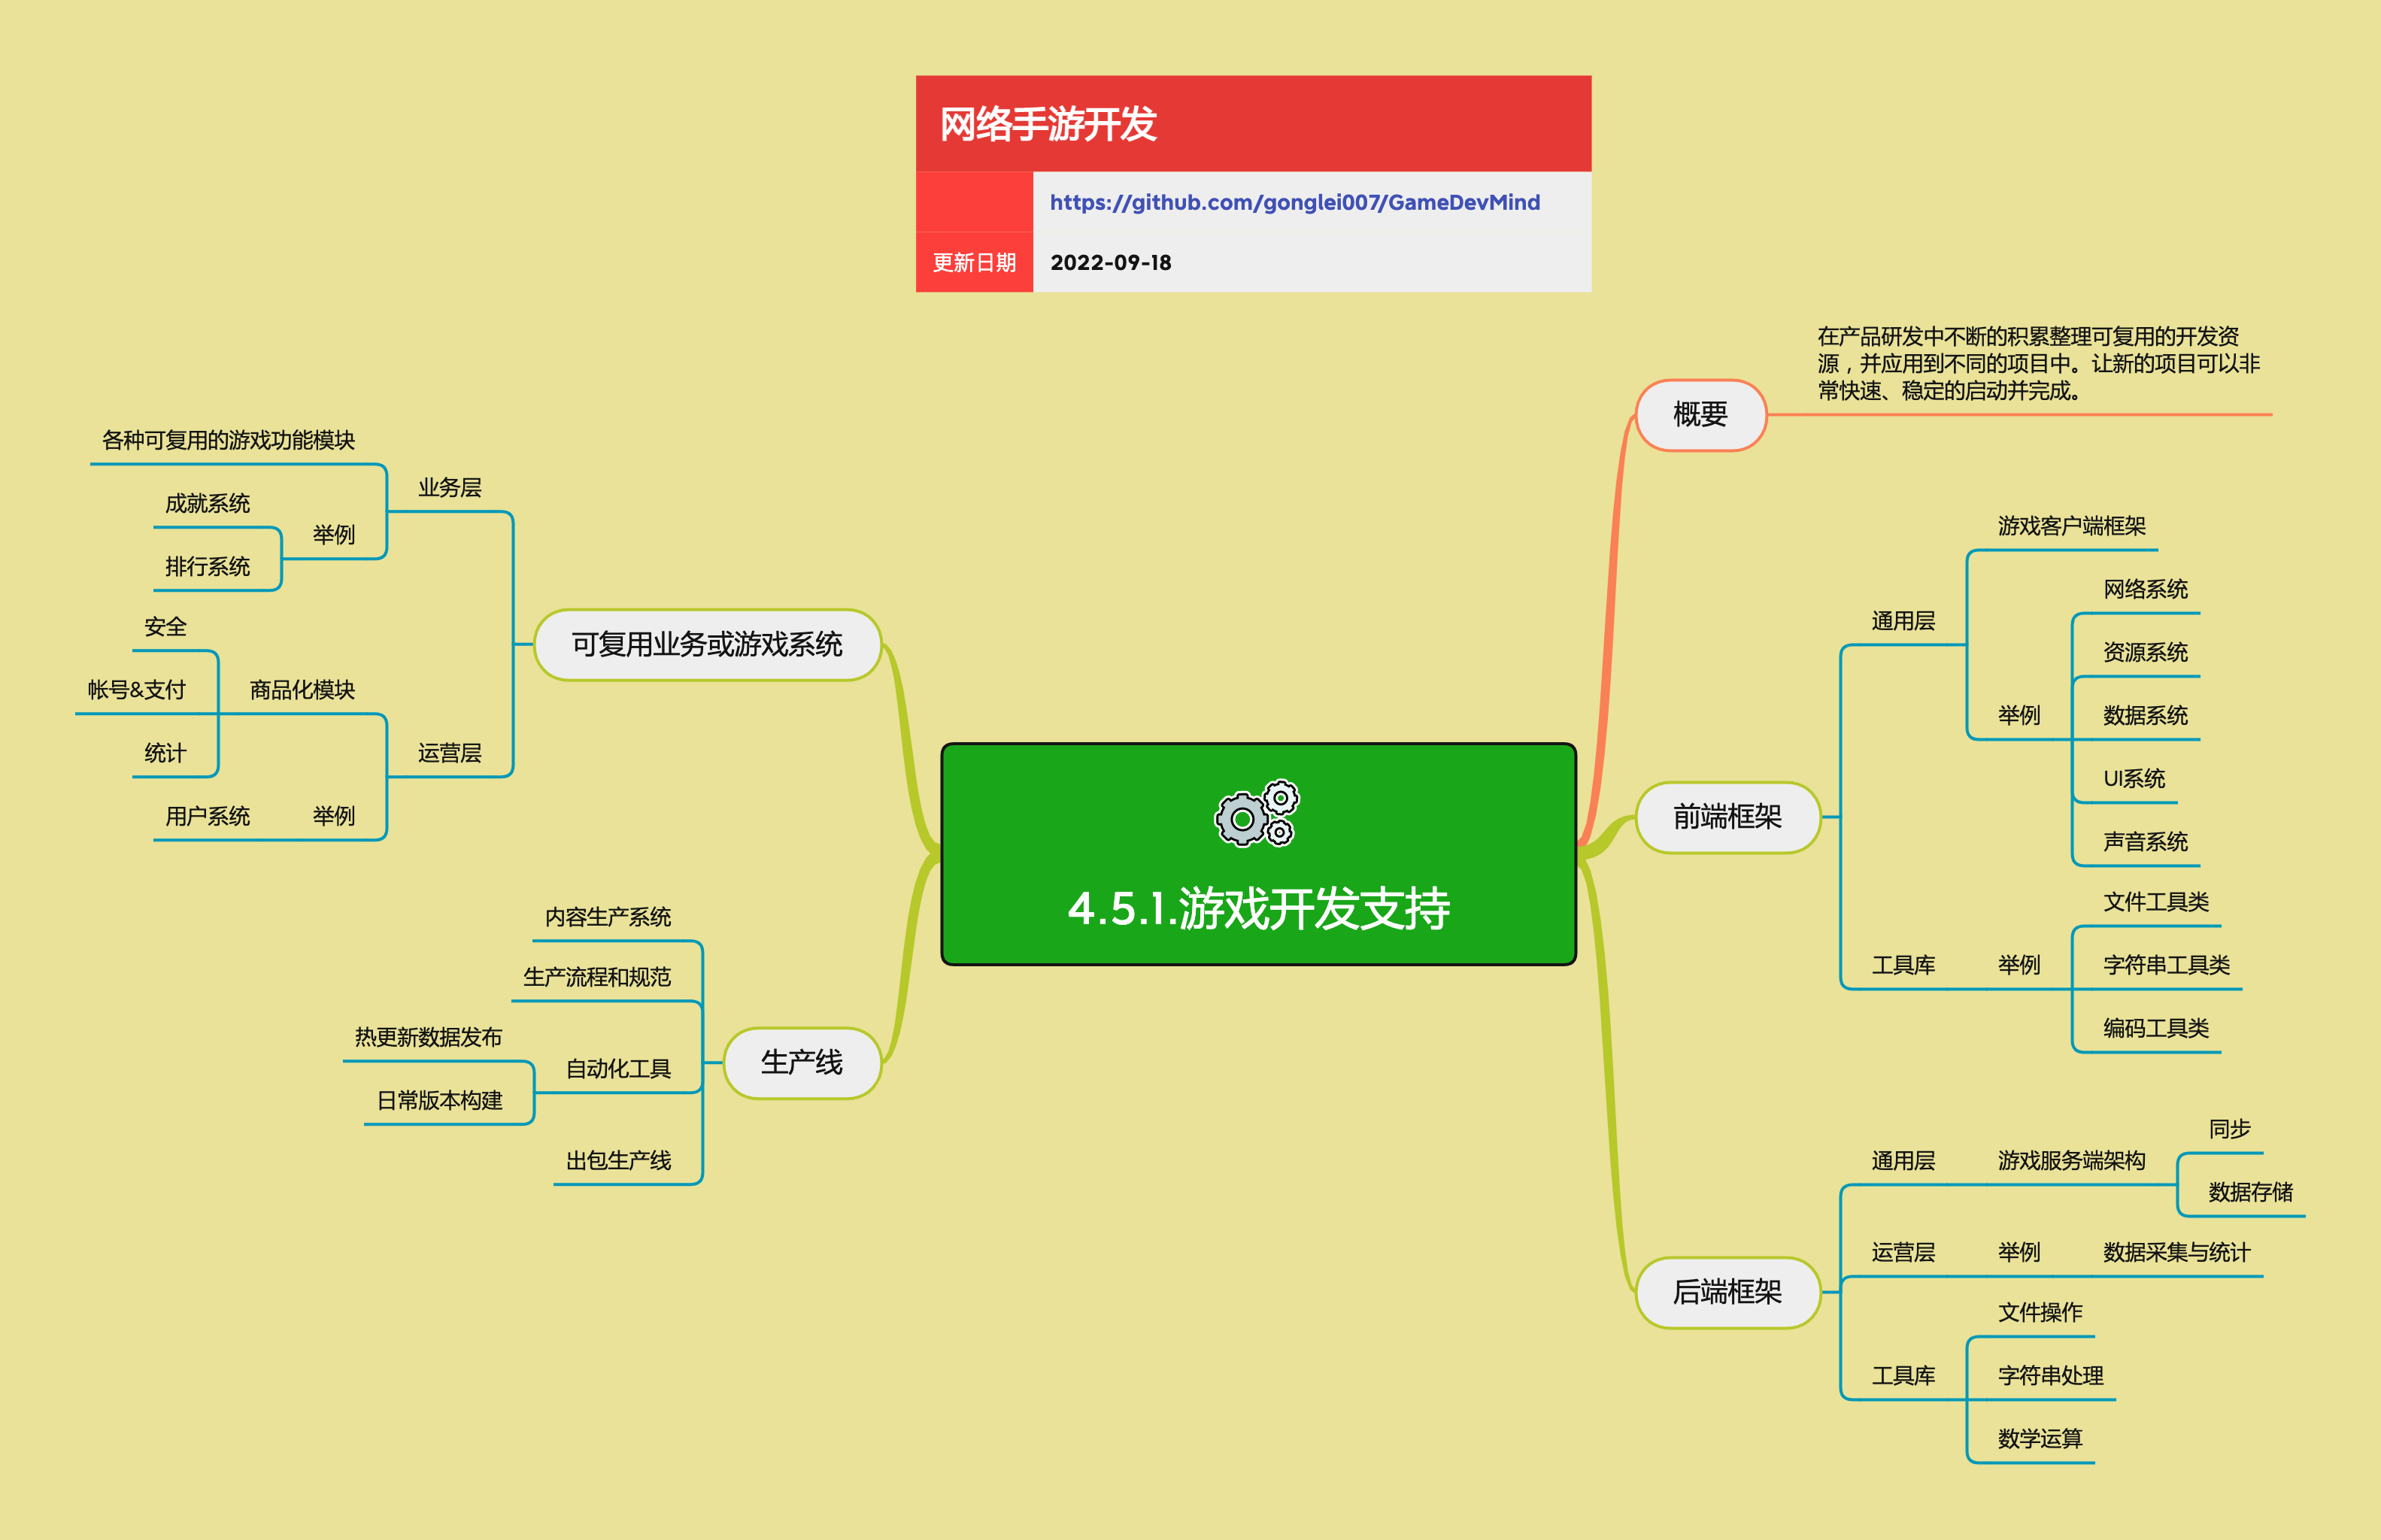 网络手游开发
https://github.com/gonglei007/GameDevMind
更新日期
2022-09-18
4.5.1.游戏开发支持
概要
在产品研发中不断的积累整理可复用的开发资
源，并应用到不同的项目中。让新的项目可以非
常快速、稳定的启动并完成。
前端框架
通用层
游戏客户端框架
举例
网络系统
资源系统
数据系统
UI系统
声音系统
工具库
举例
文件工具类
字符串工具类
编码工具类
后端框架
通用层
游戏服务端架构
同步
数据存储
运营层
举例
数据采集与统计
工具库
文件操作
字符串处理
数学运算
可复用业务或游戏系统
业务层
各种可复用的游戏功能模块
举例
成就系统
排行系统
运营层
商品化模块
安全
帐号&支付
统计
举例
用户系统
生产线
内容生产系统
生产流程和规范
自动化工具
热更新数据发布
日常版本构建
出包生产线